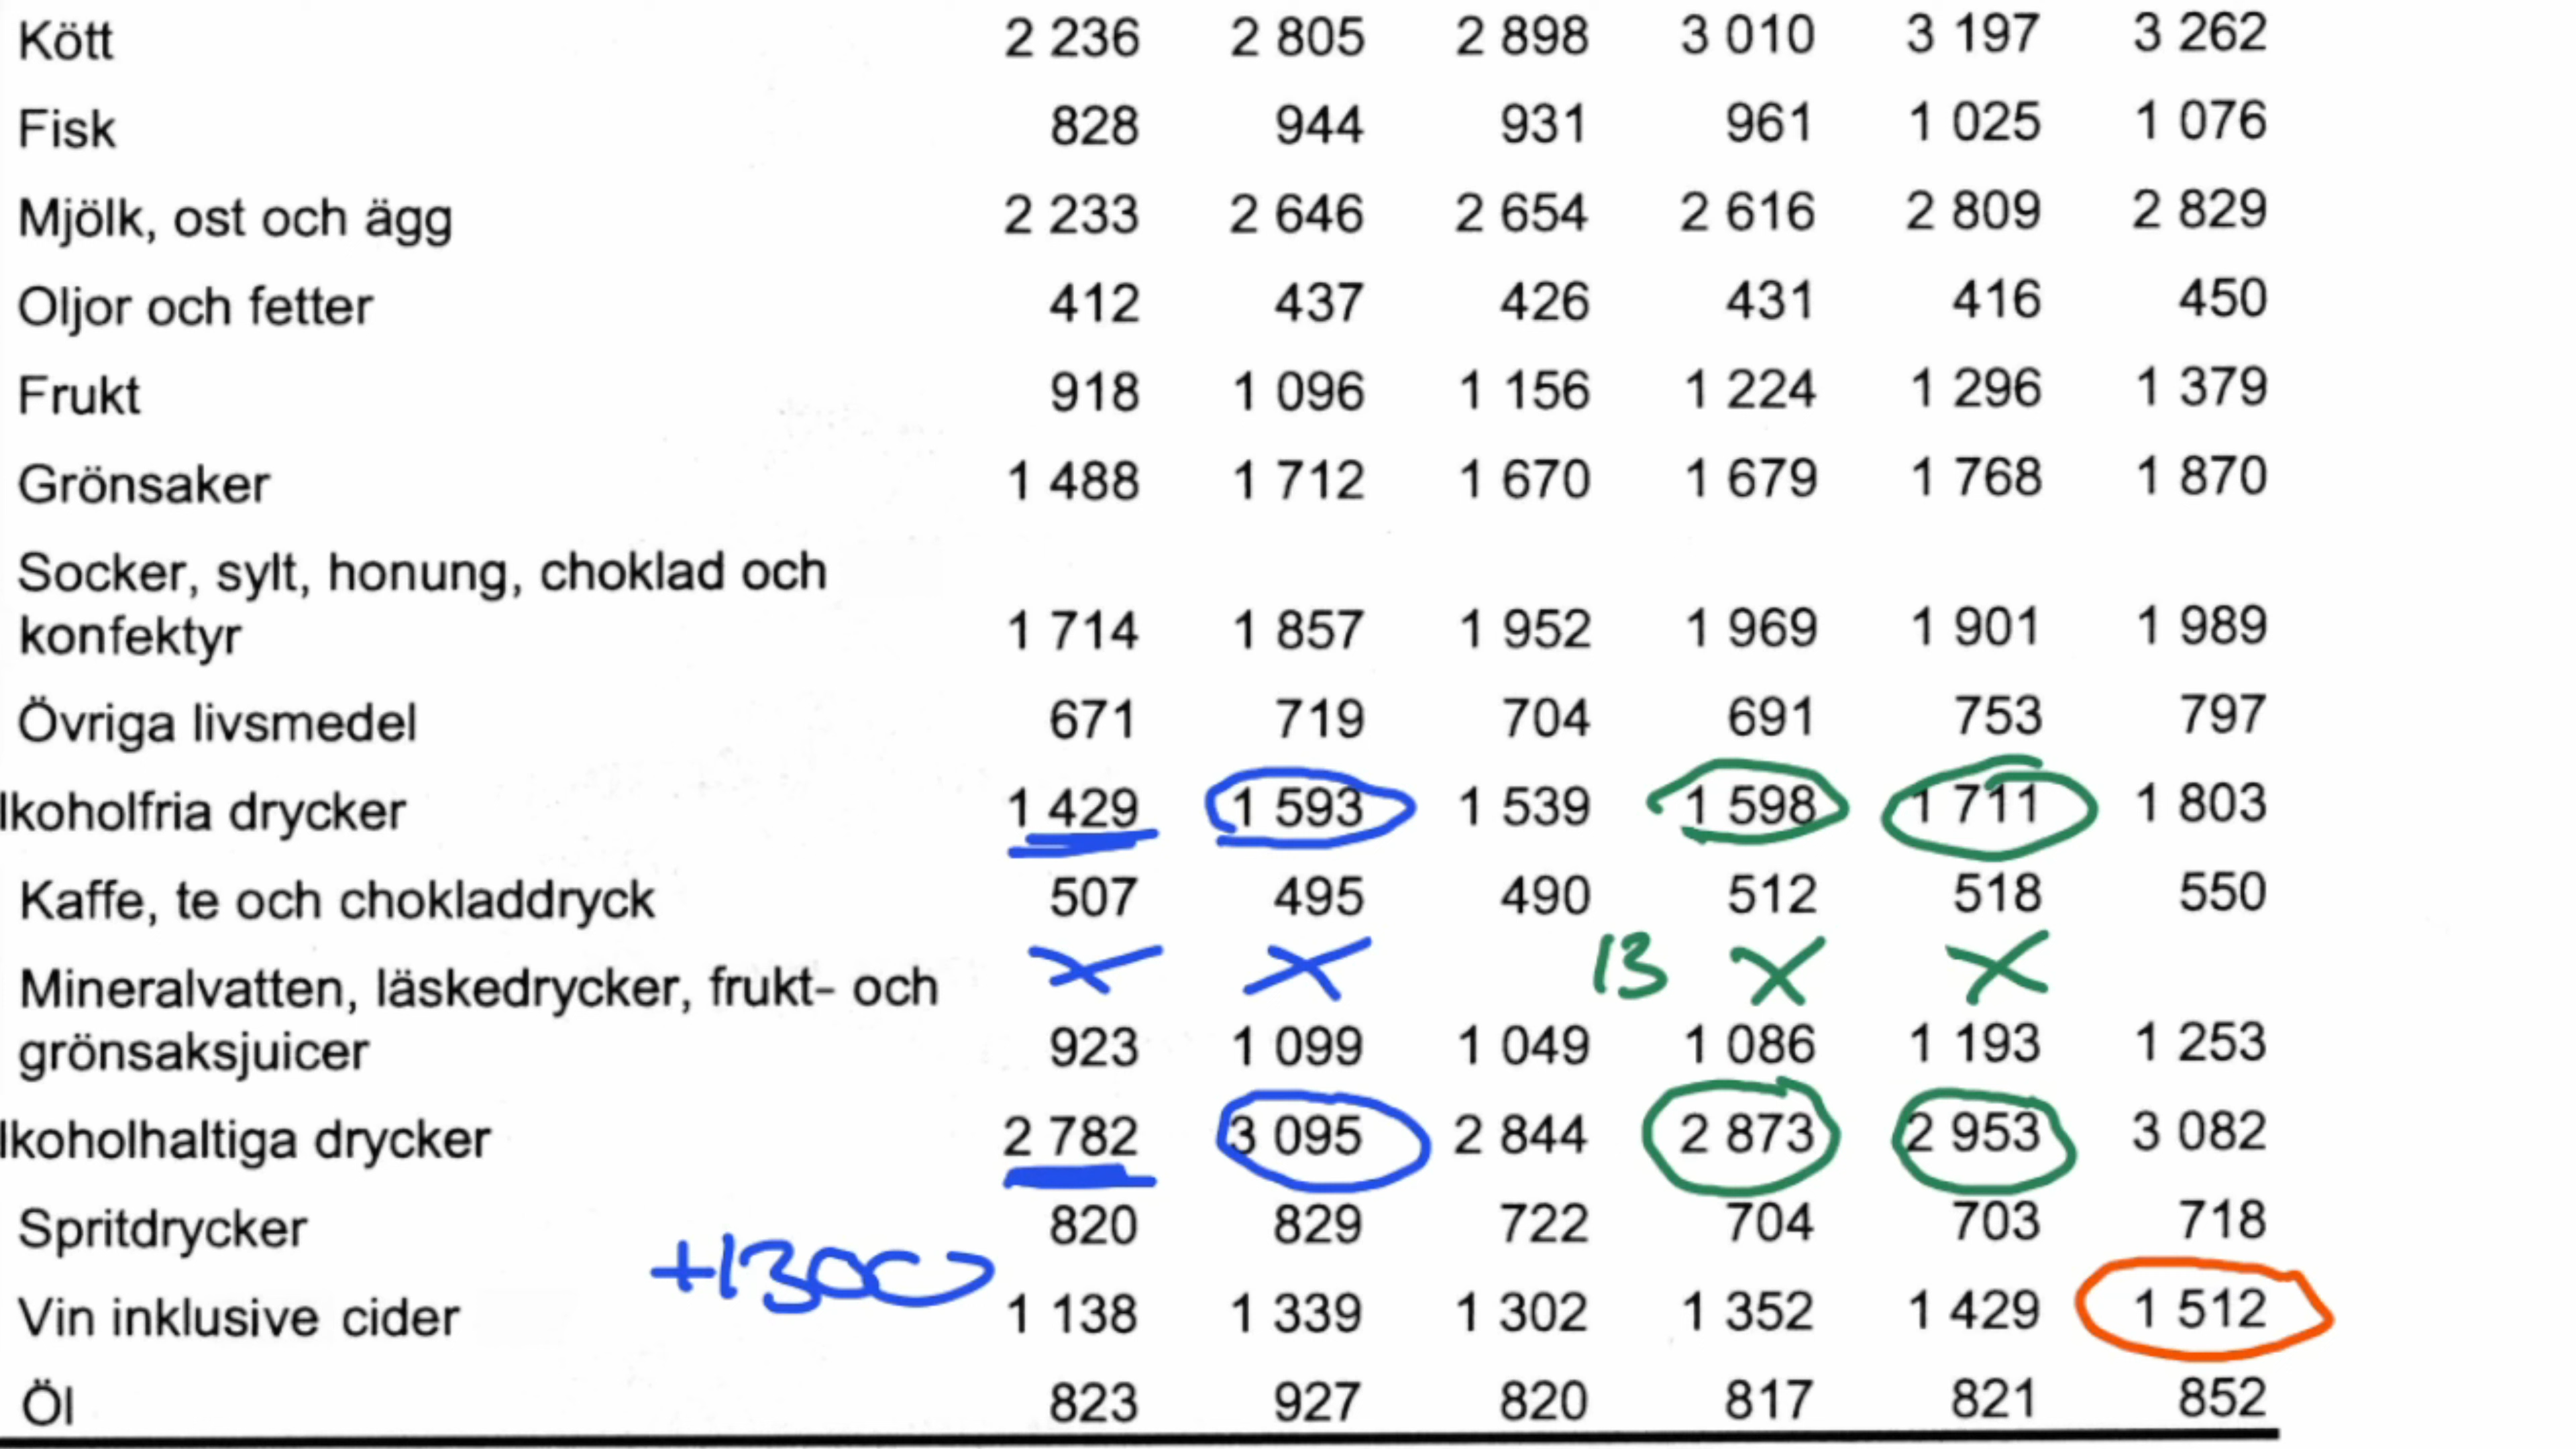 Kött 2 236 2 805 2 898 3 010 3 197 3 262
Fisk 828 944 931 961 1 025 1 076
Mjölk, ost och ägg 2 233 2 646 2 654 2 616 2 809 2 829
Oljor och fetter 412 437 426 431 416 450
Frukt 918 1 096 1 156 1 224 1 296 1 379
Grönsaker 1 488 1 712 1 670 1 679 1 768 1 870
Socker, sylt, honung, choklad och
konfektyr 1 714 1 857 1 952 1 969 1 901 1 989
Övriga livsmedel 671 719 704 691 753 797
lkoholfria drycker 1 429 1 593 1 539 1 598 1 711 1 803
Kaffe, te och chokladdryck 507 495 490 512 518 550
13
Mineralvatten, läskedrycker, frukt- och
grönsaksjuicer 923 1 099 1 049 1 086 1 193 1 253
lkoholhaltiga drycker 2 782 3 095 2 844 2 873 2 953 3 082
Spritdrycker 820 829 722 704 703 718
+1300
Vin inklusive cider 1 138 1 339 1 302 1 352 1 429 1 512
Öl 823 927 820 817 821 852